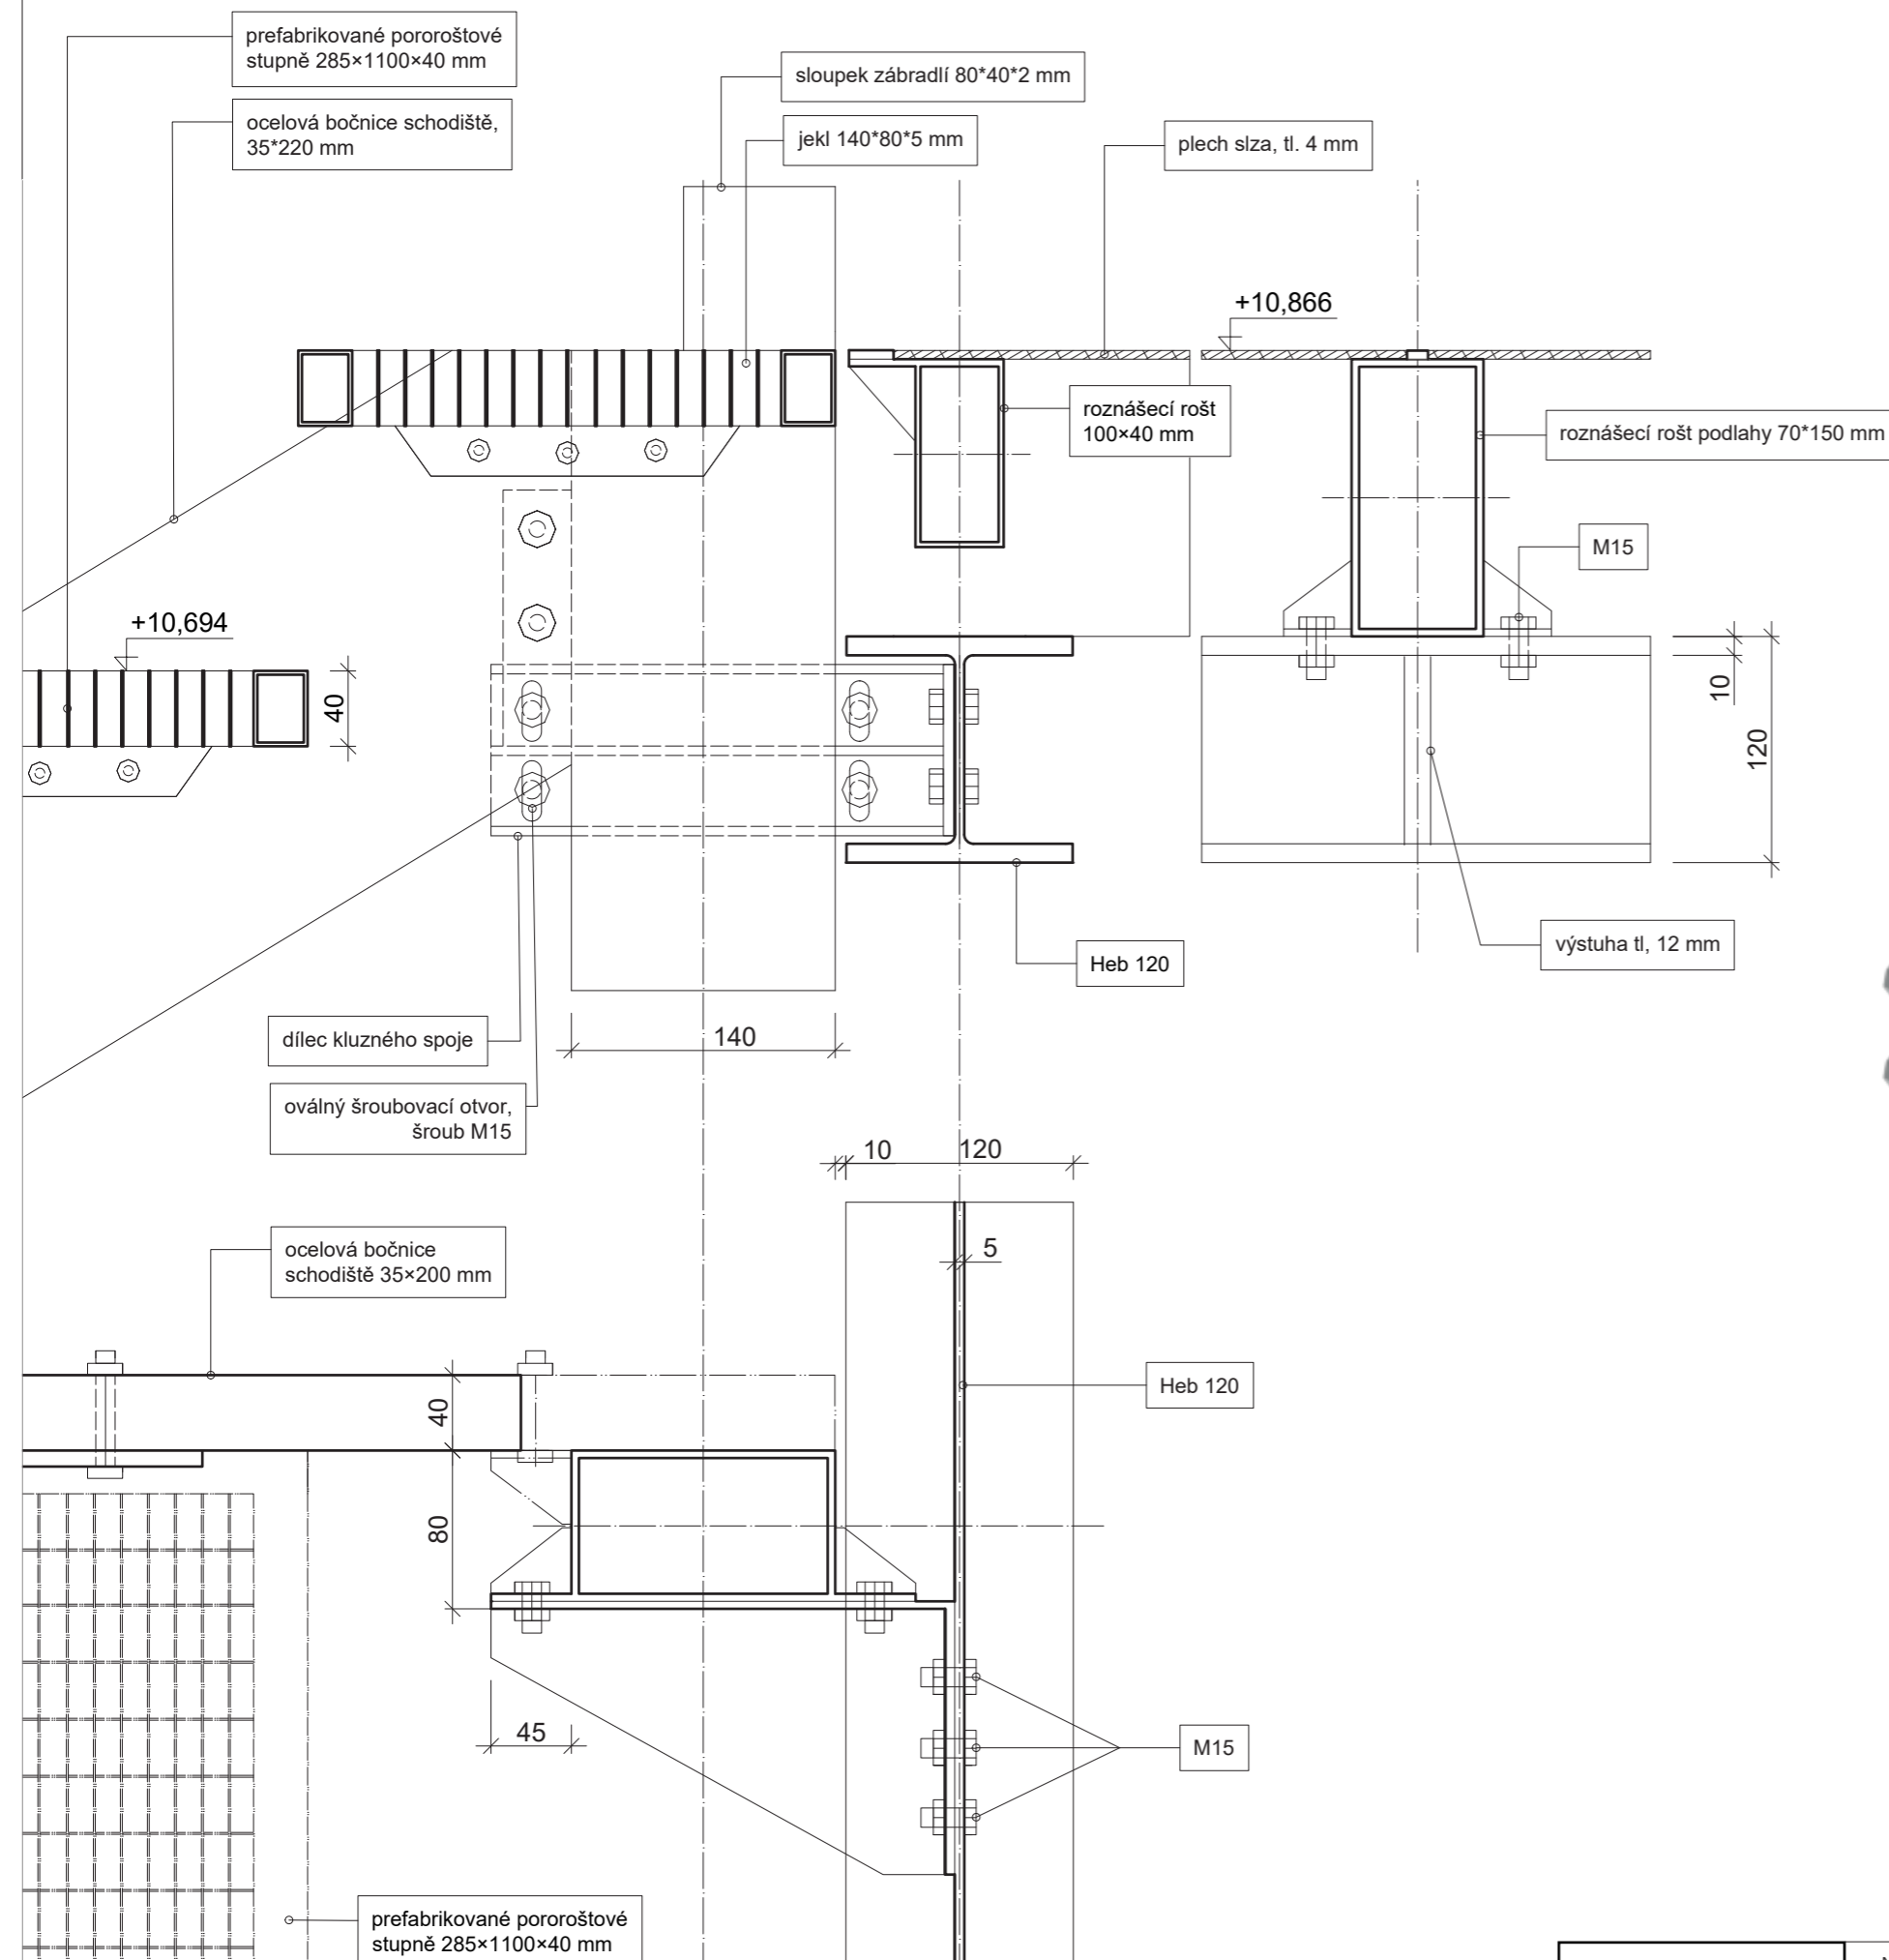 prefabrikované pororoštové
stupně 285×1100×40 mm
ocelová bočnice schodiště,
35*220 mm
sloupek zábradlí 80*40*2 mm
jekl 140*80*5 mm
plech slza, tl. 4 mm
+10,866
roznášecí rošt
100×40 mm
roznášecí rošt podlahy 70*150 mm
M15
+10,694
40
10
120
výstuha tl, 12 mm
Heb 120
dílec kluzného spoje
140
oválný šroubovací otvor,
šroub M15
10
120
ocelová bočnice
schodiště 35×200 mm
5
Heb 120
40
80
45
M15
prefabrikované pororoštové
stupně 285×1100×40 mm